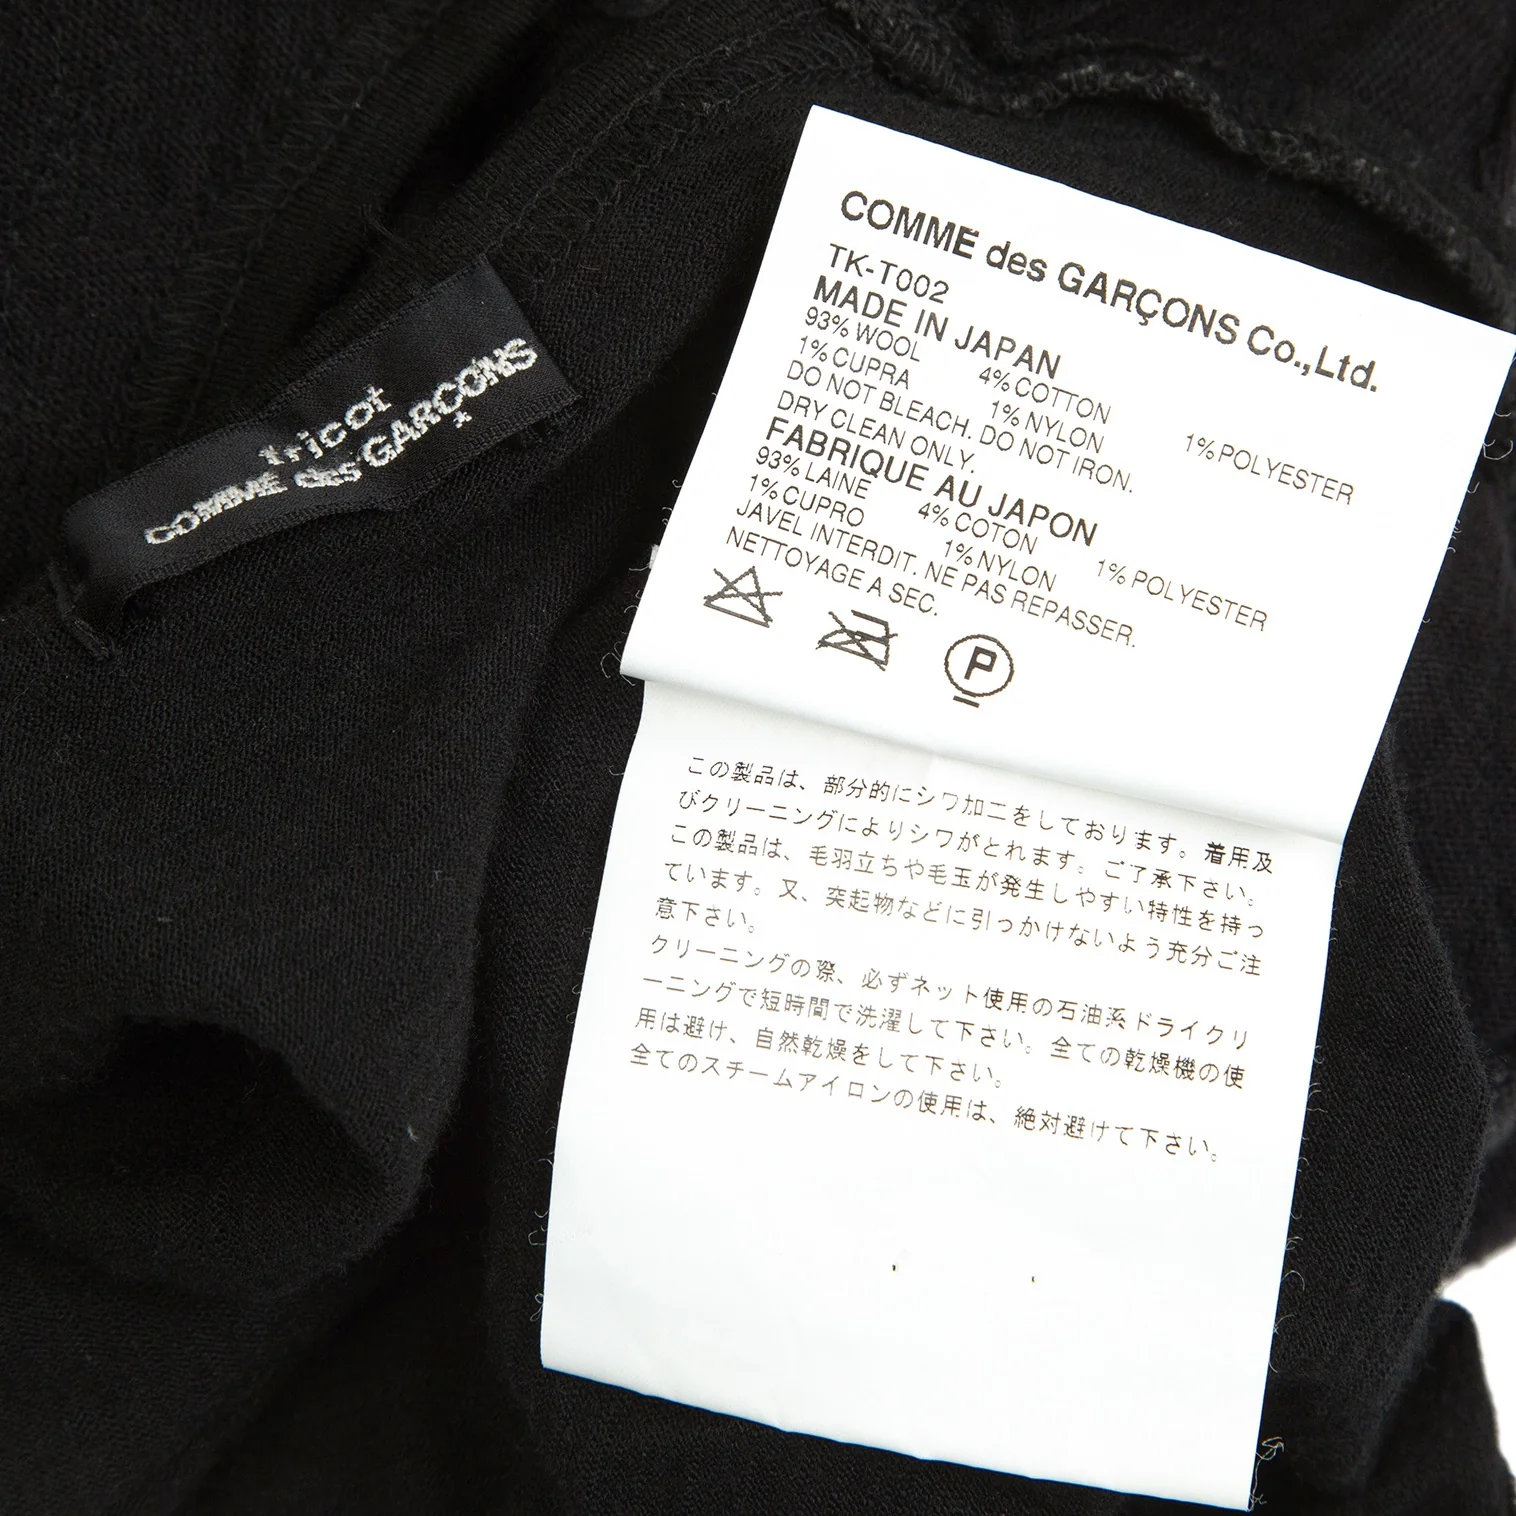 tricot
COMME des GARÇONS
COMME des GARÇONS Co.,Ltd.
TK-T002
MADE IN JAPAN
93% WOOL 4% COTTON 1% POLYESTER
1% CUPRA 1% NYLON
DO NOT BLEACH. DO NOT IRON.
DRY CLEAN ONLY.
FABRIQUE AU JAPON
93% LAINE 4% COTON 1% POLYESTER
1% CUPRO 1% NYLON
JAVEL INTERDIT. NE PAS REPASSER.
NETTOYAGE A SEC.
P
この製品は、部分的にシワ加工をしております。着用及
びクリーニングによりシワがとれます。ご了承下さい。
この製品は、毛羽立ちや毛玉が発生しやすい特性を持っ
ています。又、突起物などに引っかけないよう充分ご注
意下さい。
クリーニングの際、必ずネット使用の石油系ドライクリ
ーニングで短時間で洗濯して下さい。全ての乾燥機の使
用は避け、自然乾燥をして下さい。
全てのスチームアイロンの使用は、絶対避けて下さい。